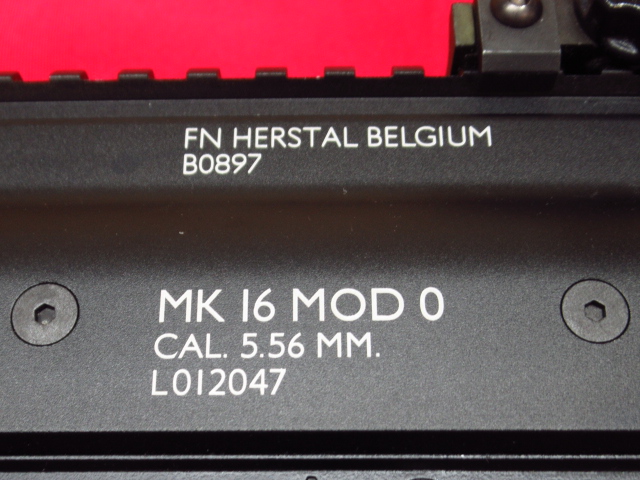 FN HERSTAL BELGIUM
B0897
MK 16 MOD 0
CAL. 5.56 MM.
L012047